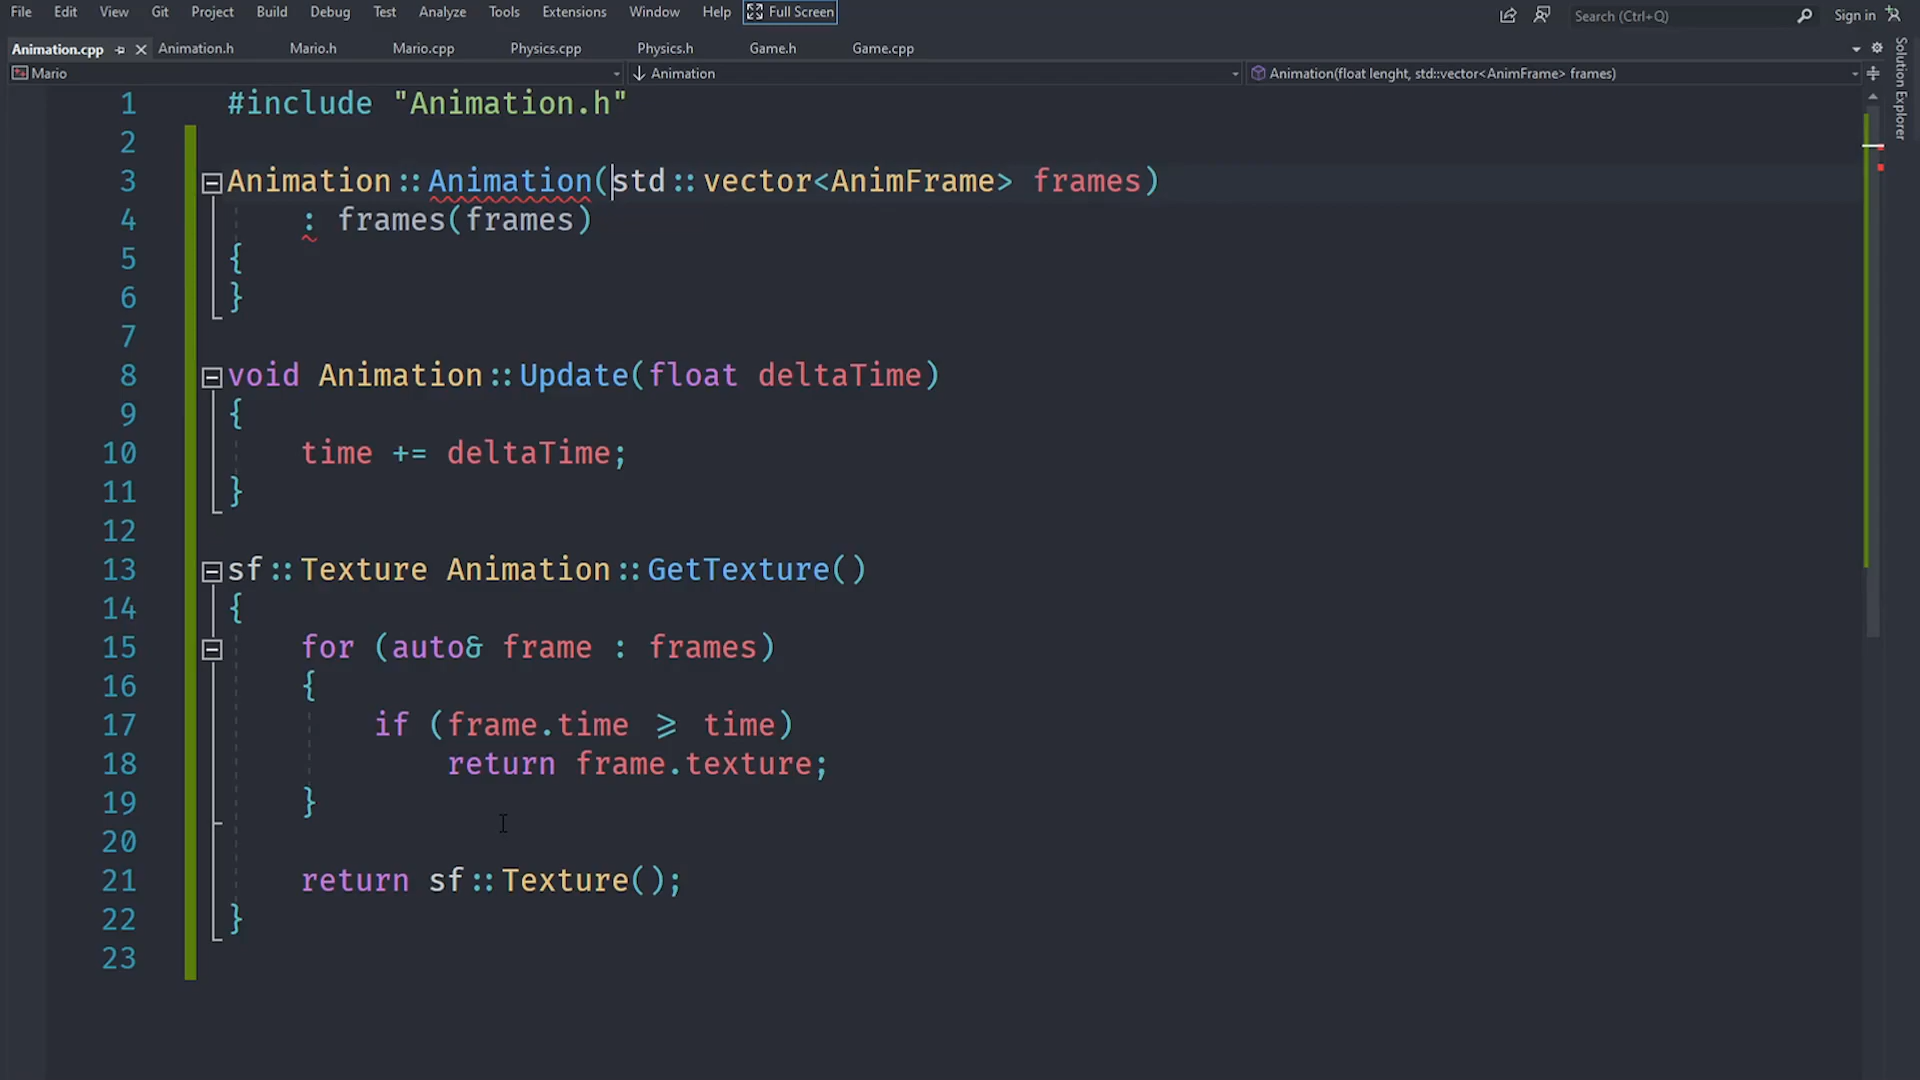 File Edit View Git Project Build Debug Test Analyze Tools Extensions Window Help Full Screen Search (Ctrl+Q) Sign in
Animation.cpp Animation.h Mario.h Mario.cpp Physics.cpp Physics.h Game.h Game.cpp
Mario Animation Animation(float lenght, std::vector<AnimFrame> frames)
Solution Explorer
1 #include "Animation.h"
2
3 Animation::Animation(std::vector<AnimFrame> frames)
4 : frames(frames)
5 {
6 }
7
8 void Animation::Update(float deltaTime)
9 {
10 time += deltaTime;
11 }
12
13 sf::Texture Animation::GetTexture()
14 {
15 for (auto& frame : frames)
16 {
17 if (frame.time ⩾ time)
18 return frame.texture;
19 }
20
21 return sf::Texture();
22 }
23